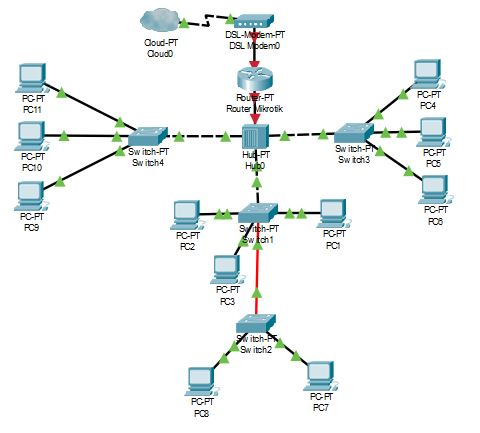 Cloud-PT
Cloud0
DSL-Modem-PT
DSL Modem0
Router-PT
Router Mikrotik
PC-PT
PC11
PC-PT
PC4
PC-PT
PC10
Switch-PT
Switch4
Hub-PT
Hub0
Switch-PT
Switch3
PC-PT
PC5
PC-PT
PC9
PC-PT
PC6
PC-PT
PC2
Switch-PT
Switch1
PC-PT
PC1
PC-PT
PC3
Switch-PT
Switch2
PC-PT
PC8
PC-PT
PC7